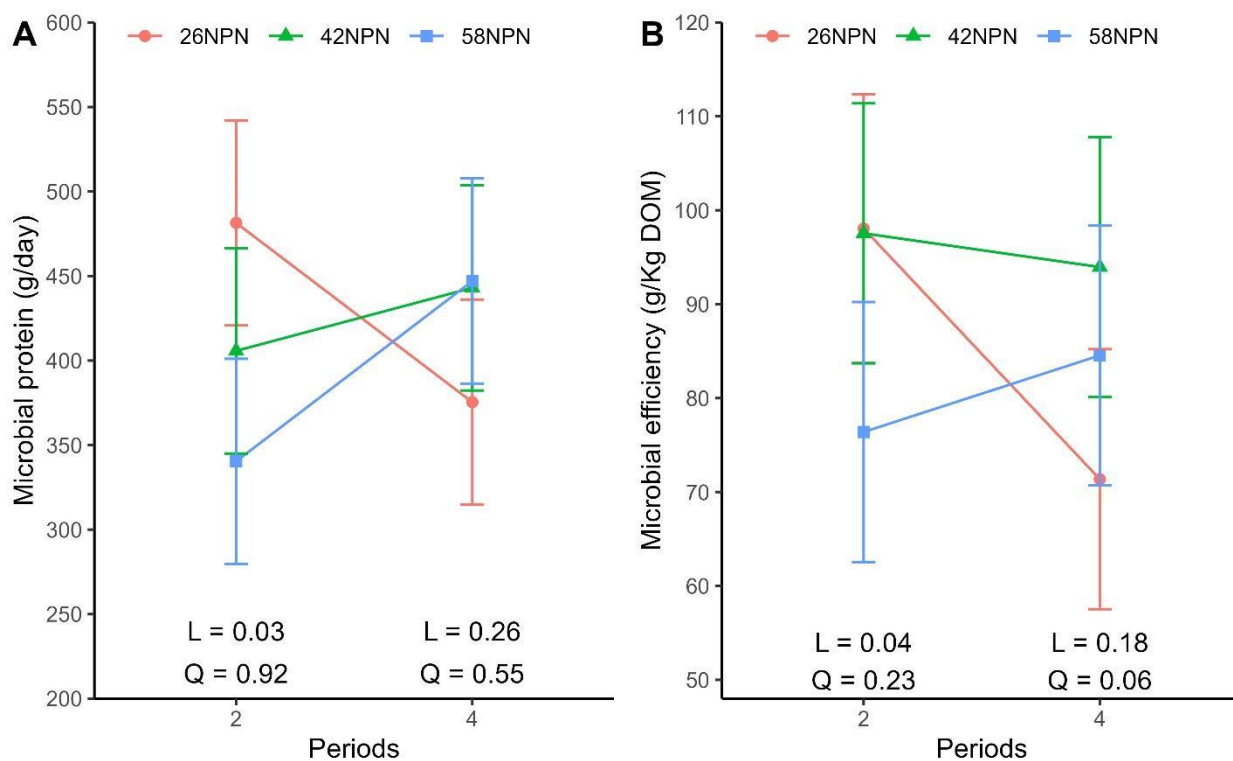 A
26NPN 42NPN 58NPN
Microbial protein (g/day)
600
550
500
450
400
350
300
250
200
L = 0.03 L = 0.26
Q = 0.92 Q = 0.55
2 4
Periods
B
26NPN 42NPN 58NPN
Microbial efficiency (g/Kg DOM)
120
110
100
90
80
70
60
50
L = 0.04 L = 0.18
Q = 0.23 Q = 0.06
2 4
Periods